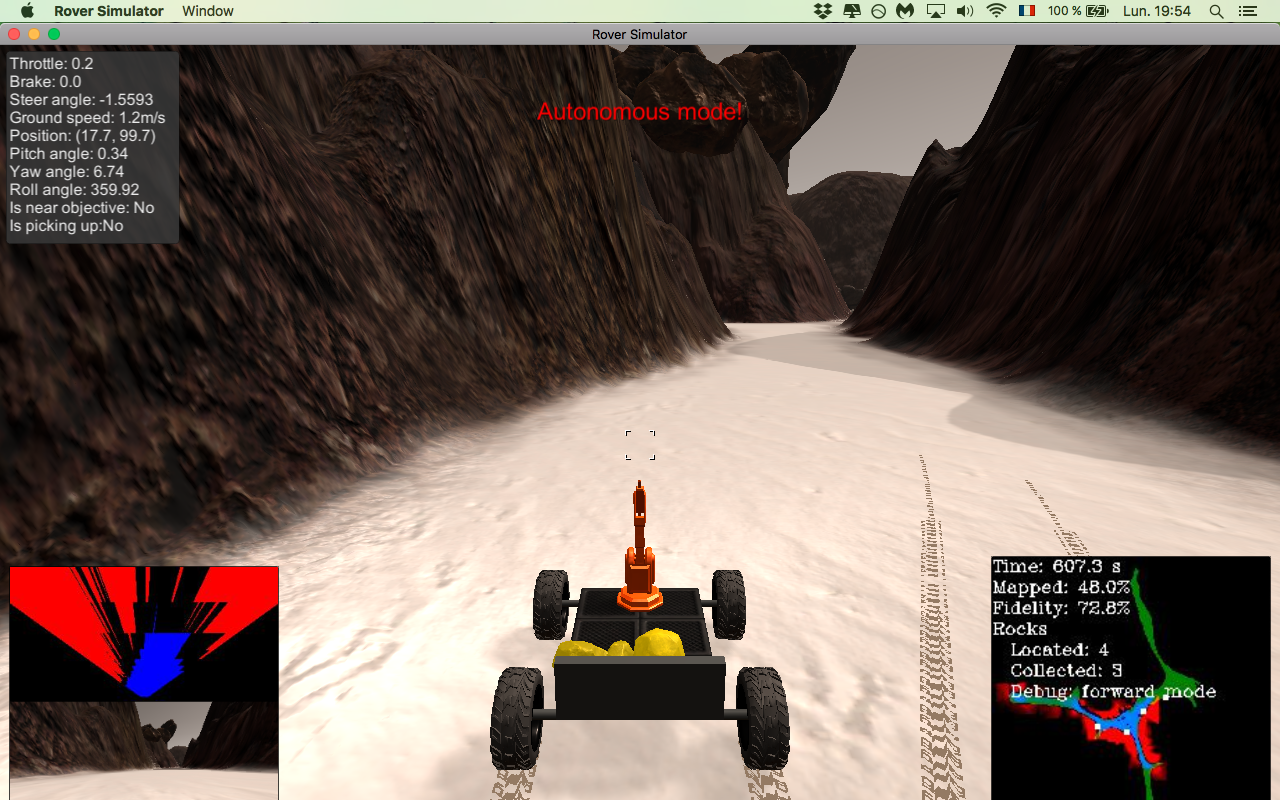 Rover Simulator Window 100 % Lun. 19:54
Rover Simulator
Throttle: 0.2
Brake: 0.0
Steer angle: -1.5593
Ground speed: 1.2m/s
Position: (17.7, 99.7)
Pitch angle: 0.34
Yaw angle: 6.74
Roll angle: 359.92
Is near objective: No
Is picking up:No
Autonomous mode!
Time: 607.3 s
Mapped: 48.0%
Fidelity: 72.8%
Rocks
Located: 4
Collected: 3
Debug: forward mode